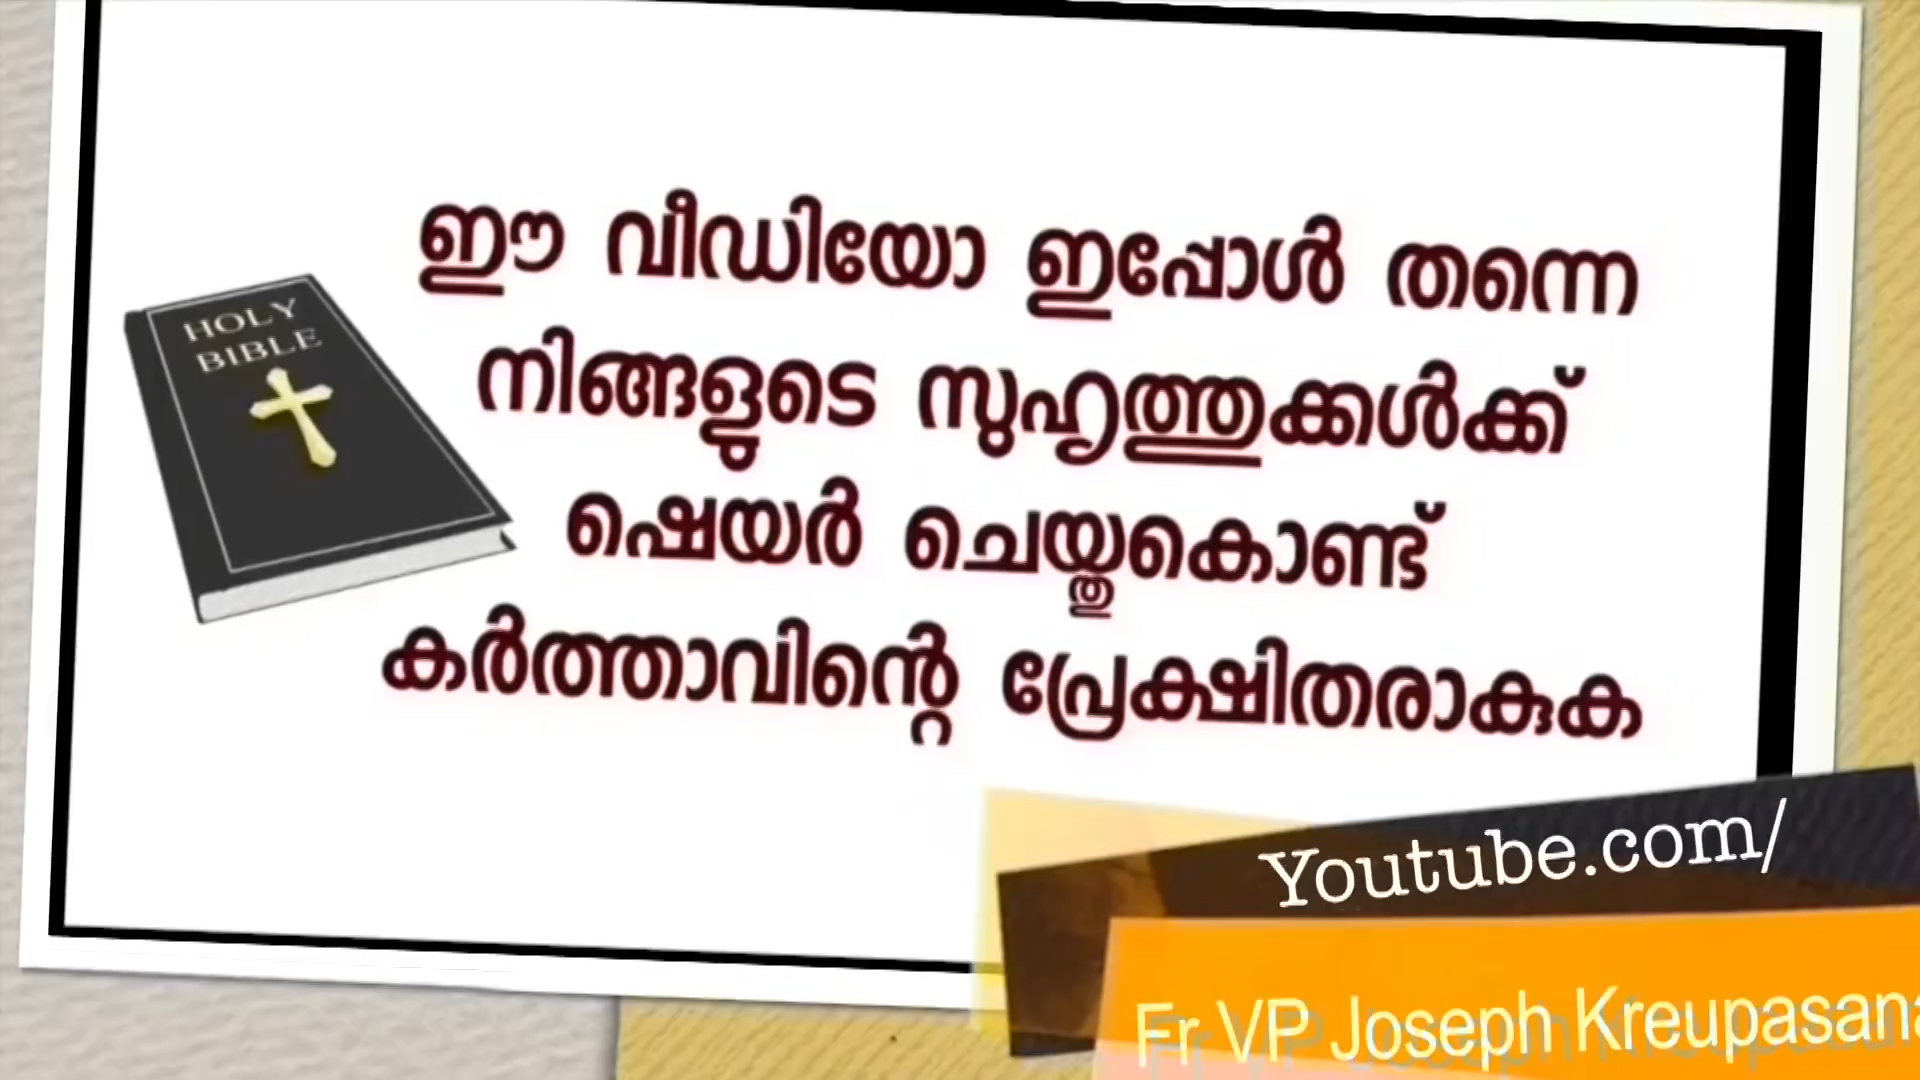 HOLY
BIBLE
ഈ വീഡിയോ ഇപ്പോൾ തന്നെ
നിങ്ങളുടെ സുഹൃത്തുക്കൾക്ക്
ഷെയർ ചെയ്തുകൊണ്ട്
കർത്താവിന്റെ പ്രേക്ഷിതരാകുക
Youtube.com/
Fr VP Joseph Kreupasana